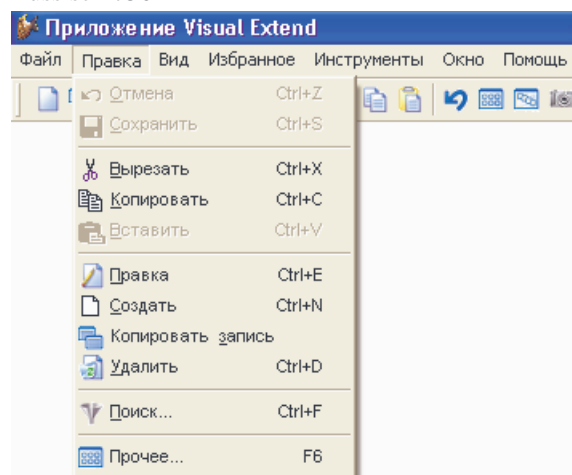 Приложение Visual Extend
Файл Правка Вид Избранное Инструменты Окно Помощь
Отмена Ctrl+Z
Сохранить Ctrl+S
Вырезать Ctrl+X
Копировать Ctrl+C
Вставить Ctrl+V
Правка Ctrl+E
Создать Ctrl+N
Копировать запись
Удалить Ctrl+D
Поиск... Ctrl+F
Прочее... F6